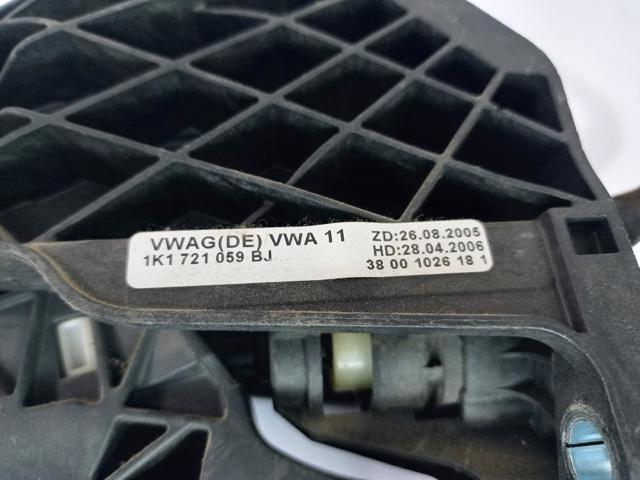 VWAG(DE) VWA 11
1K1 721 059 BJ
ZD:26.08.2005
HD:28.04.2006
38 00 1026 18 1